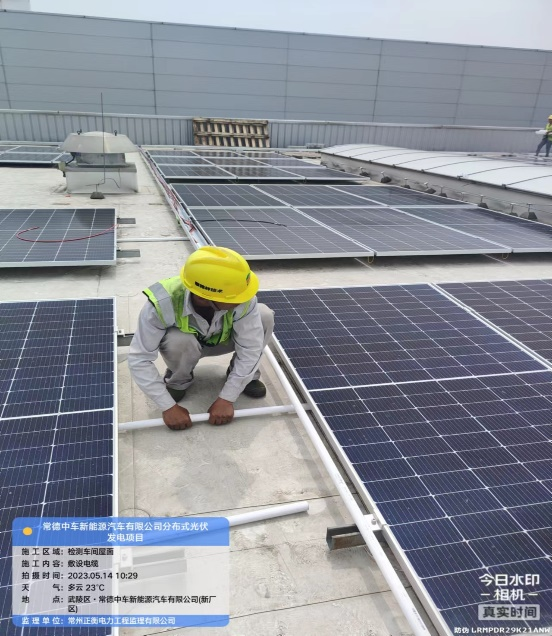 常德中车新能源汽车有限公司分布式光伏
发电项目
施工区域：检测车间屋面
施工内容：敷设电缆
拍摄时间：2023.05.14 10:29
天　　气：多云 23℃
地　　点：武陵区·常德中车新能源汽车有限公司(新厂
区)
监理单位：常州正衡电力工程监理有限公司
今日水印
相机
真实时间
防伪 LRMPDR29K21ANW